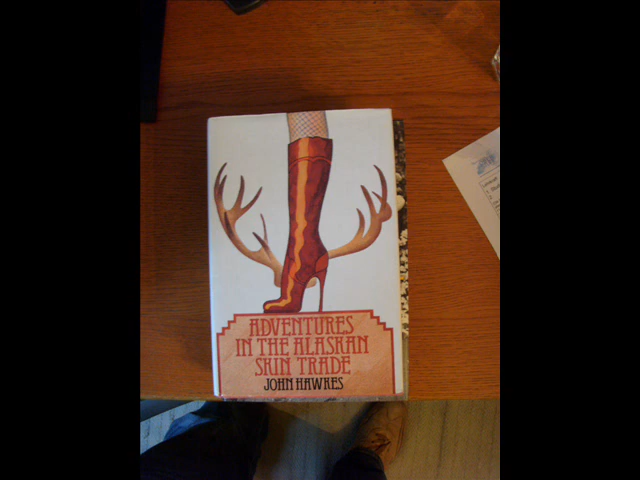 ADVENTURES
IN THE ALASKAN
SKIN TRADE
JOHN HAWKES